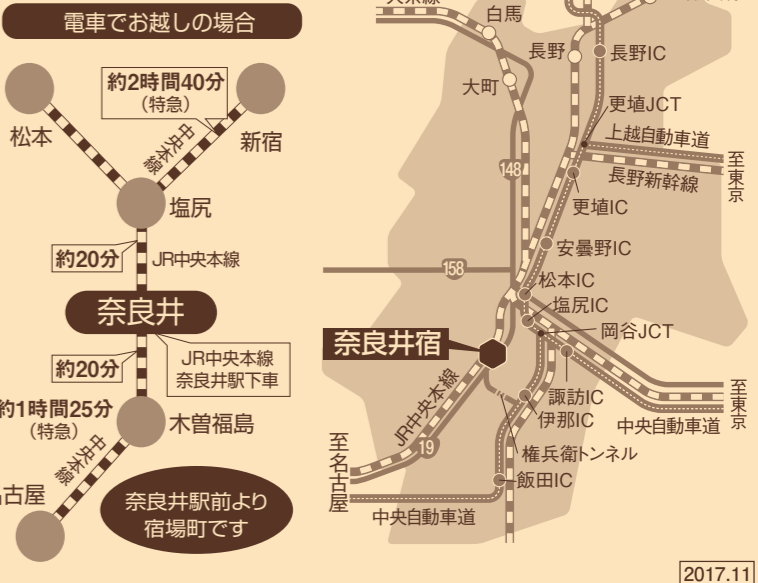 電車でお越しの場合
約2時間40分
(特急)
松本
新宿
中央本線
塩尻
約20分
JR中央本線
奈良井
約20分
JR中央本線
奈良井駅下車
約1時間25分
(特急)
木曽福島
中央本線
古屋
奈良井駅前より
宿場町です
白馬
長野
長野IC
大町
更埴JCT
上越自動車道
至東京
長野新幹線
148
更埴IC
安曇野IC
158
松本IC
塩尻IC
岡谷JCT
奈良井宿
諏訪IC
至東京
中央自動車道
伊那IC
JR中央本線
19
権兵衛トンネル
至名古屋
飯田IC
中央自動車道
2017.11